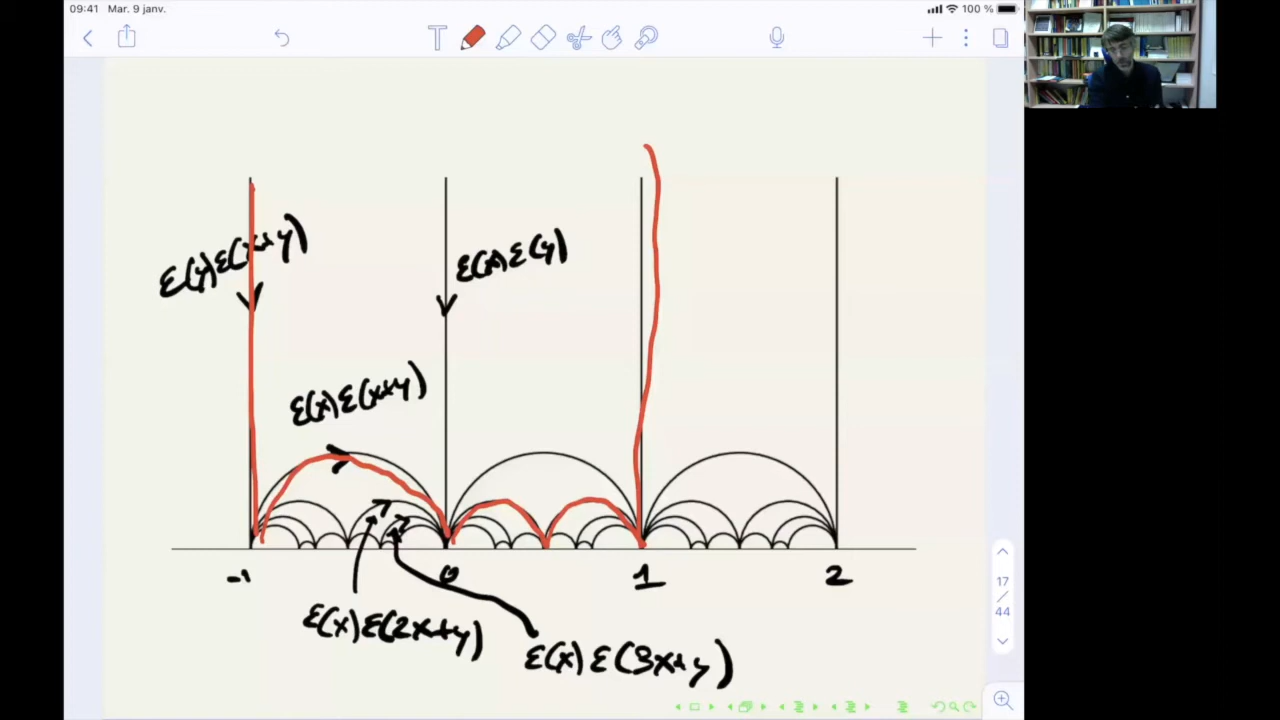 09:41 Mar. 9 janv.
100 %
ε(y)ε(x+y)
ε(x)ε(y)
ε(x)ε(x+y)
-1 0 1 2
ε(x)ε(2x+y)
ε(x)ε(3x+y)
17
/
44